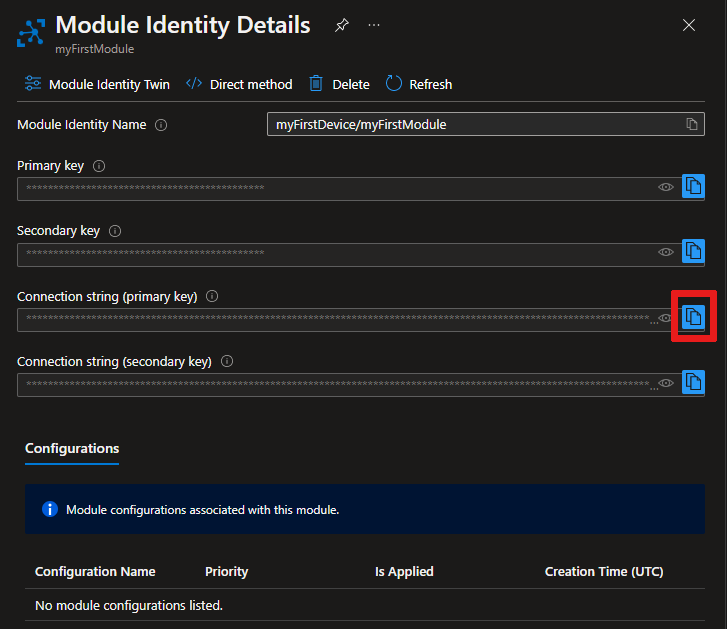 Module Identity Details
myFirstModule
Module Identity Twin Direct method Delete Refresh
Module Identity Name myFirstDevice/myFirstModule
Primary key
Secondary key
Connection string (primary key)
Connection string (secondary key)
Configurations
Module configurations associated with this module.
Configuration Name Priority Is Applied Creation Time (UTC)
No module configurations listed.